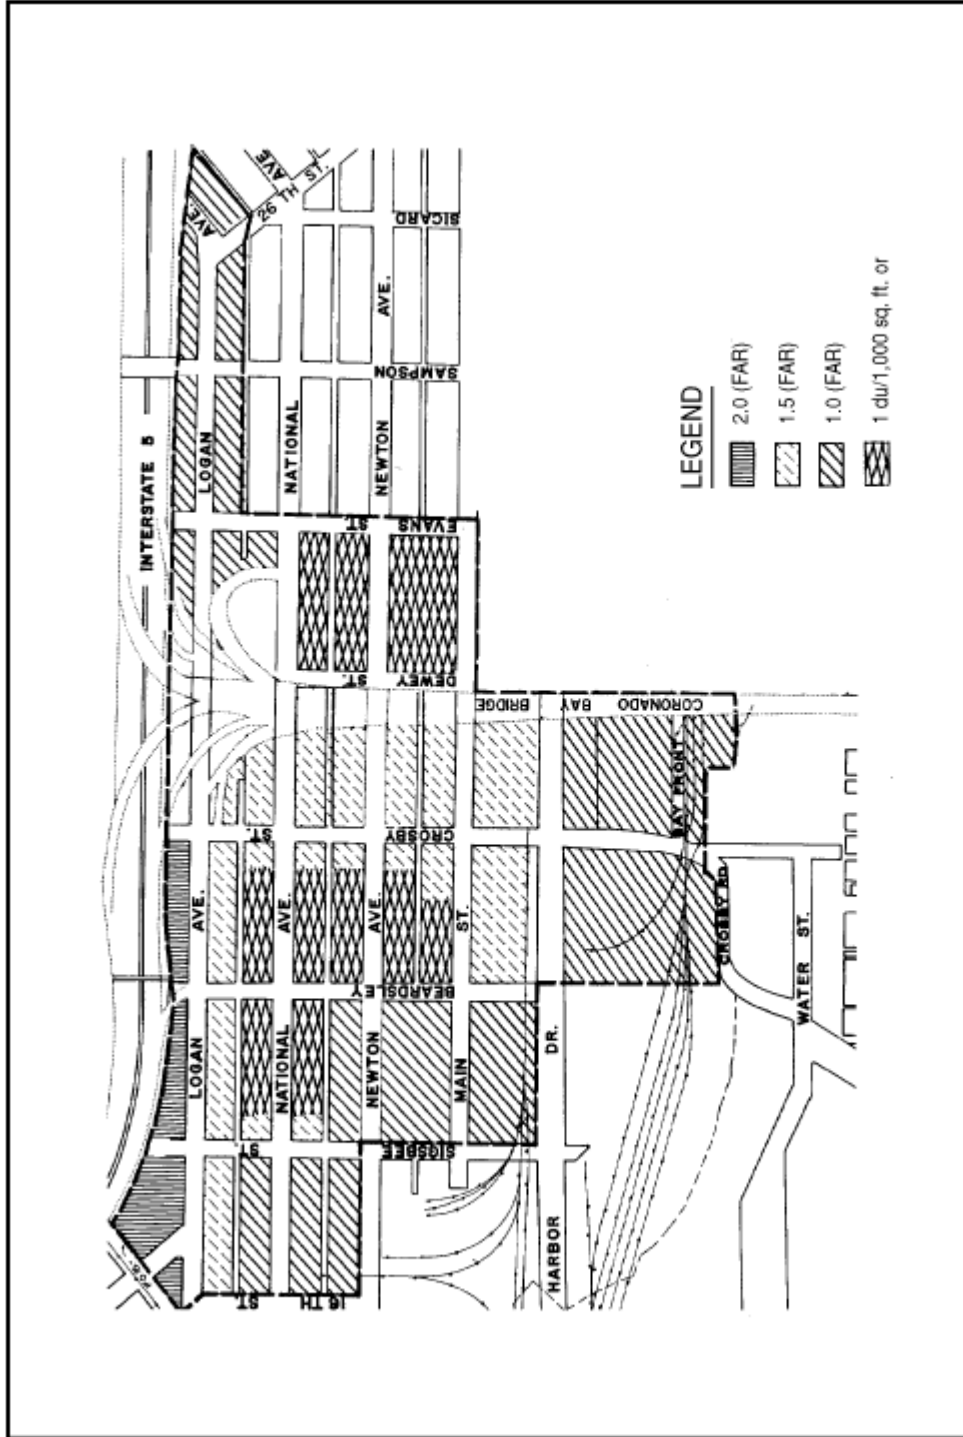 INTERSTATE 5
LOGAN
AVE.
LOGAN
AVE.
NATIONAL
AVE.
NATIONAL
AVE
26 TH ST.
NEWTON
AVE.
NEWTON
AVE.
MAIN
ST.
HARBOR
DR.
WATER ST.
16 TH
ST.
SIGSBEE
ST.
BEARDSLEY
CROSBY
ST.
DEWEY
ST.
EVANS
ST.
SAMPSON
SICARD
CORONADO BAY BRIDGE
BAY FRONT
CROSBY RD.
LEGEND
2.0 (FAR)
1.5 (FAR)
1.0 (FAR)
1 du/1,000 sq. ft. or